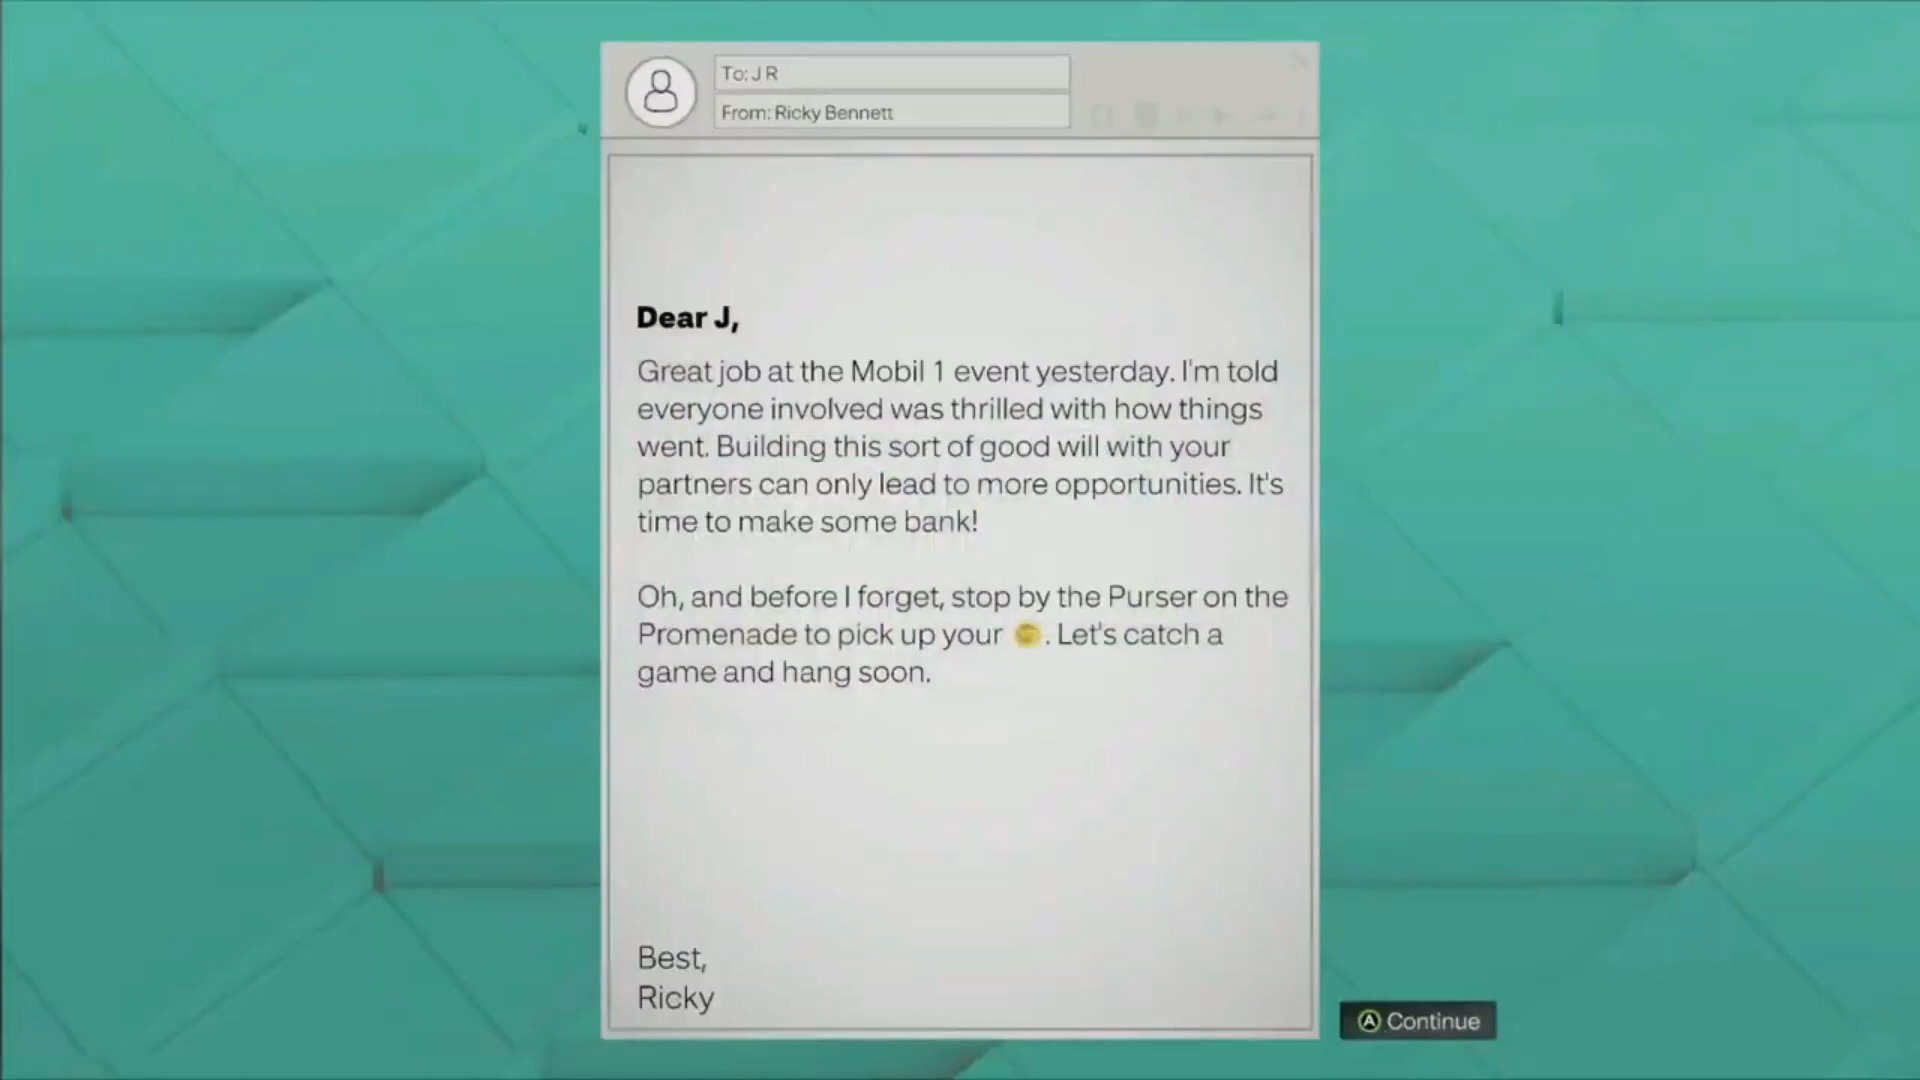 To: J R
From: Ricky Bennett
Dear J,
Great job at the Mobil 1 event yesterday. I'm told
everyone involved was thrilled with how things
went. Building this sort of good will with your
partners can only lead to more opportunities. It's
time to make some bank!
Oh, and before I forget, stop by the Purser on the
Promenade to pick up your . Let's catch a
game and hang soon.
Best,
Ricky
A Continue